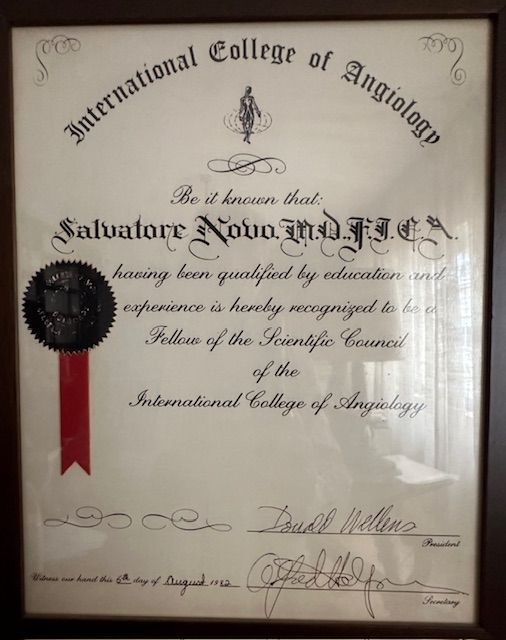 International College of Angiology
Be it known that:
Salvatore Novo, M.D., F.I.C.A.
having been qualified by education and
experience is hereby recognized to be a
Fellow of the Scientific Council
of the
International College of Angiology
President
Witness our hand this 6th day of August 1982
Secretary